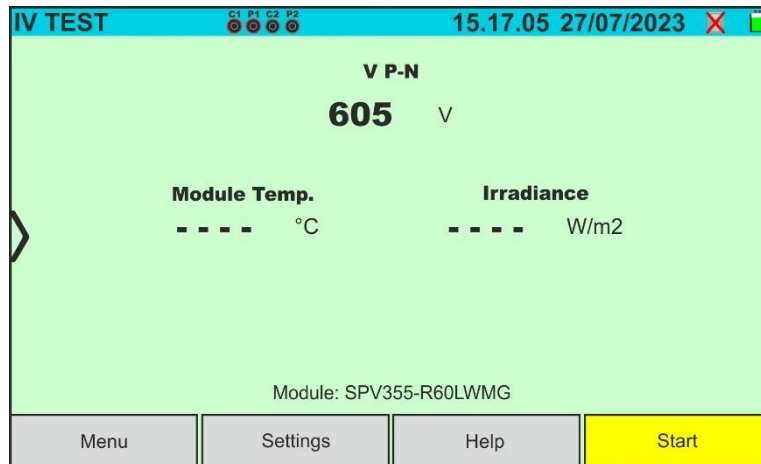 IV TEST C1 P1 C2 P2 15.17.05 27/07/2023
V P-N
605 V
Module Temp. Irradiance
- - - - °C - - - - W/m2
Module: SPV355-R60LWMG
Menu Settings Help Start